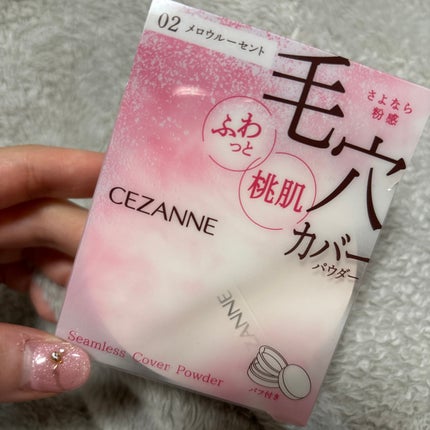 02 メロウルーセント
さよなら
粉感
毛穴
カバー
パウダー
ふわ
っと
桃肌
CEZANNE
CEZANNE
Seamless Cover Powder
パフ付き